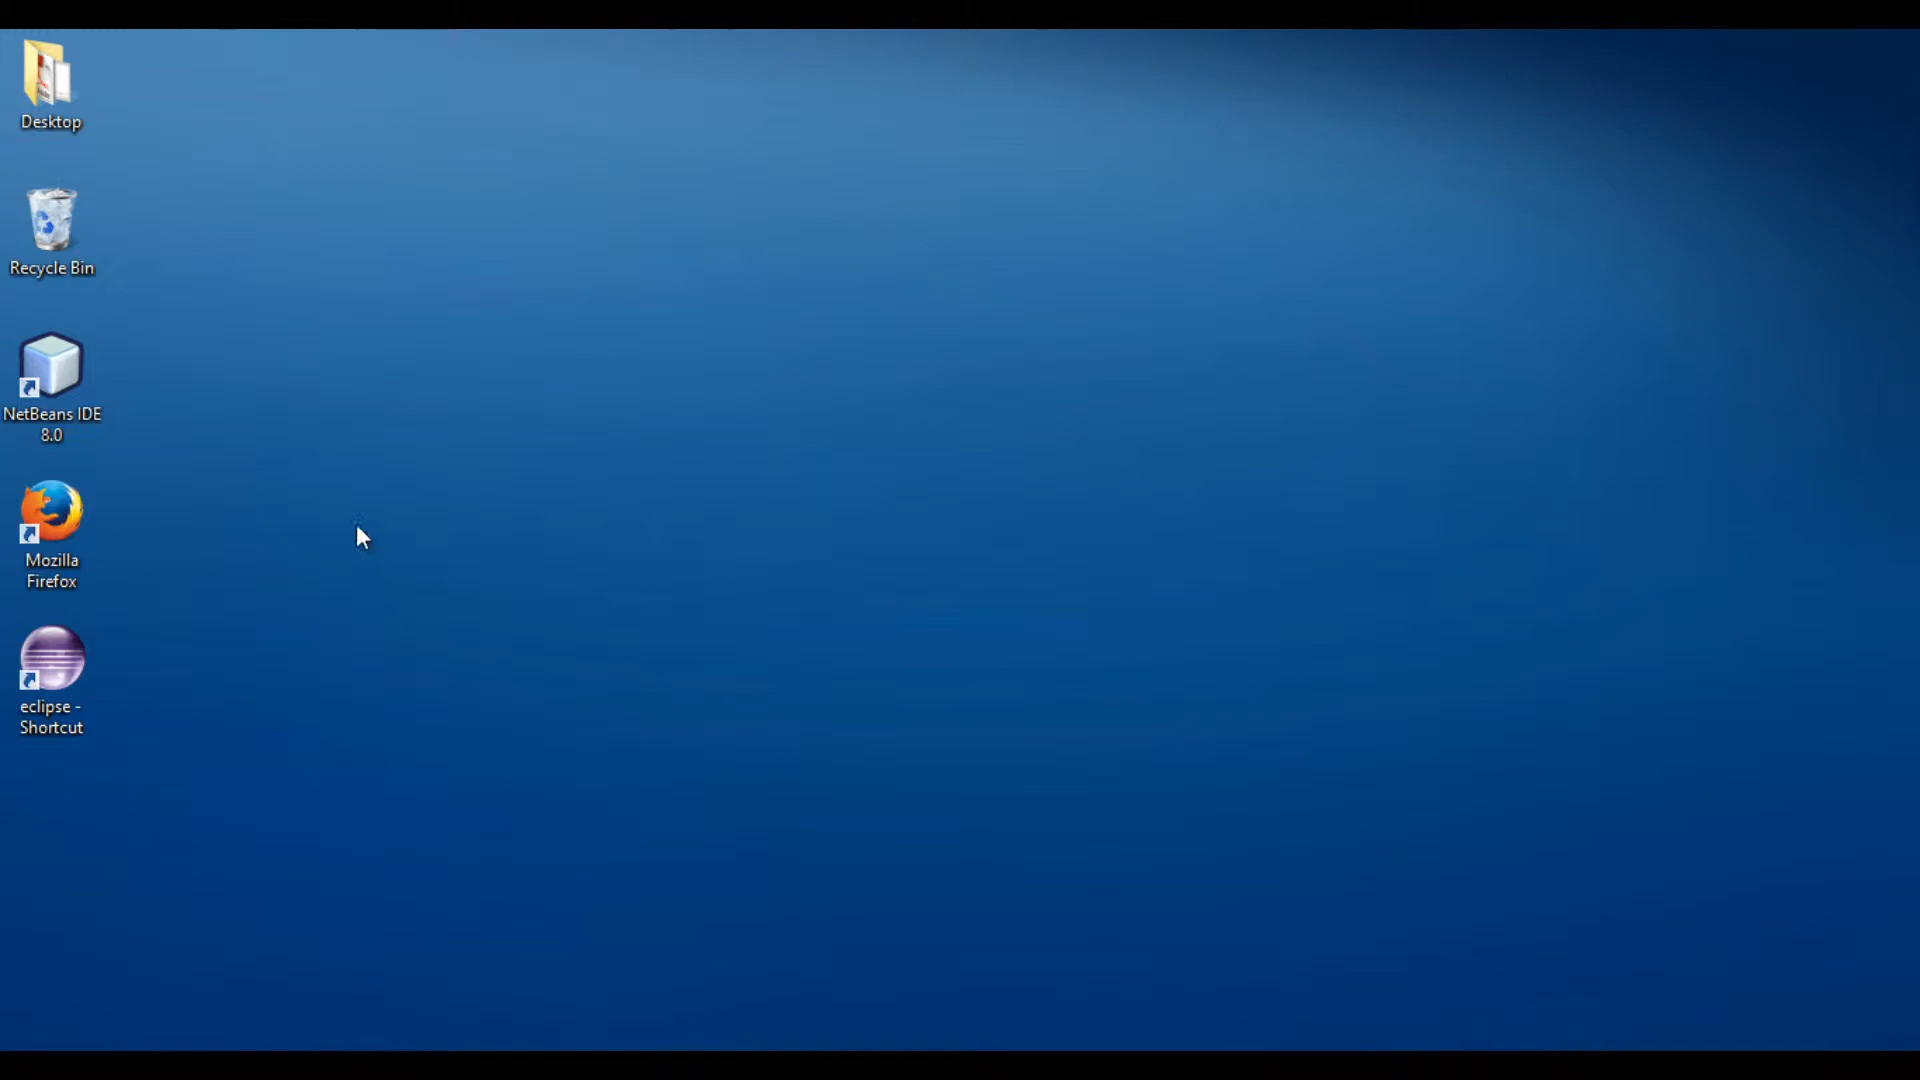 Desktop
Recycle Bin
NetBeans IDE
8.0
Mozilla
Firefox
eclipse -
Shortcut